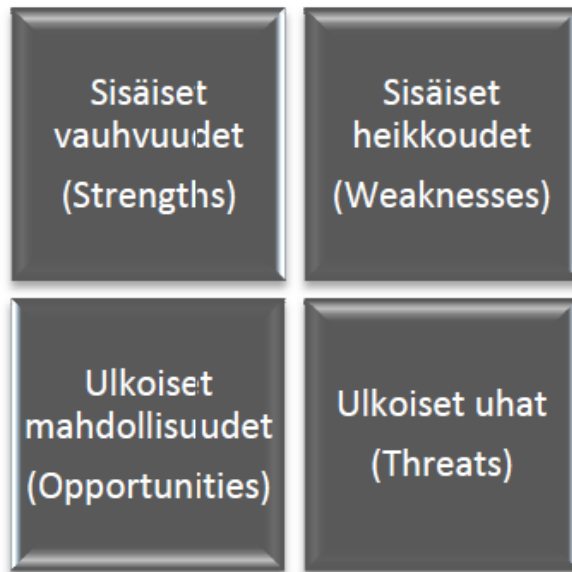 Sisäiset
vauhvuudet
(Strengths)
Sisäiset
heikkoudet
(Weaknesses)
Ulkoiset
mahdollisuudet
(Opportunities)
Ulkoiset uhat
(Threats)